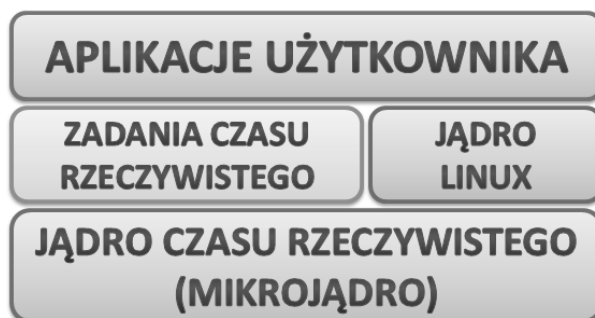 APLIKACJE UŻYTKOWNIKA
ZADANIA CZASU
RZECZYWISTEGO
JĄDRO
LINUX
JĄDRO CZASU RZECZYWISTEGO
(MIKROJĄDRO)